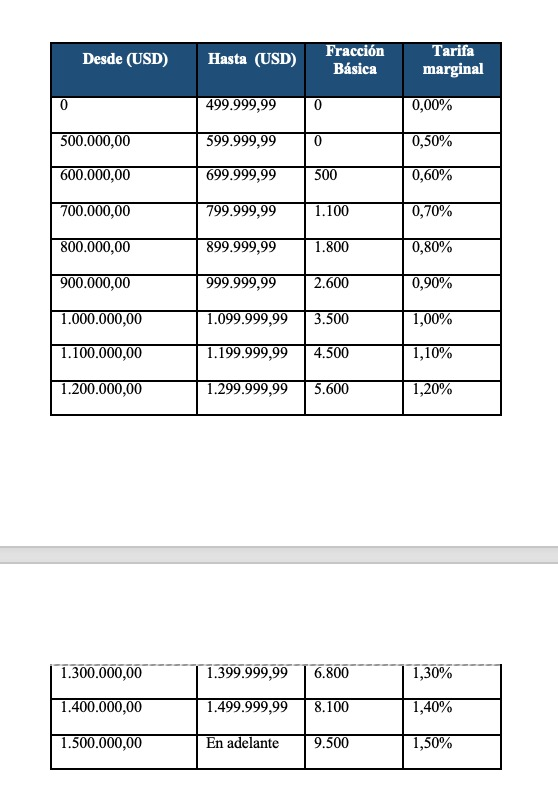 Desde (USD) Hasta (USD) Fracción Básica Tarifa marginal
0 499.999,99 0 0,00%
500.000,00 599.999,99 0 0,50%
600.000,00 699.999,99 500 0,60%
700.000,00 799.999,99 1.100 0,70%
800.000,00 899.999,99 1.800 0,80%
900.000,00 999.999,99 2.600 0,90%
1.000.000,00 1.099.999,99 3.500 1,00%
1.100.000,00 1.199.999,99 4.500 1,10%
1.200.000,00 1.299.999,99 5.600 1,20%
1.300.000,00 1.399.999,99 6.800 1,30%
1.400.000,00 1.499.999,99 8.100 1,40%
1.500.000,00 En adelante 9.500 1,50%